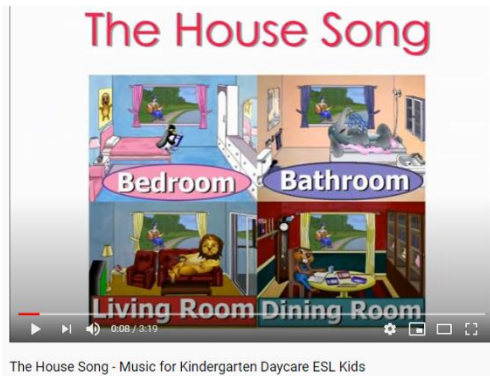 The House Song
Bedroom
Bathroom
Living Room
Dining Room
0:08 / 3:19
The House Song - Music for Kindergarten Daycare ESL Kids